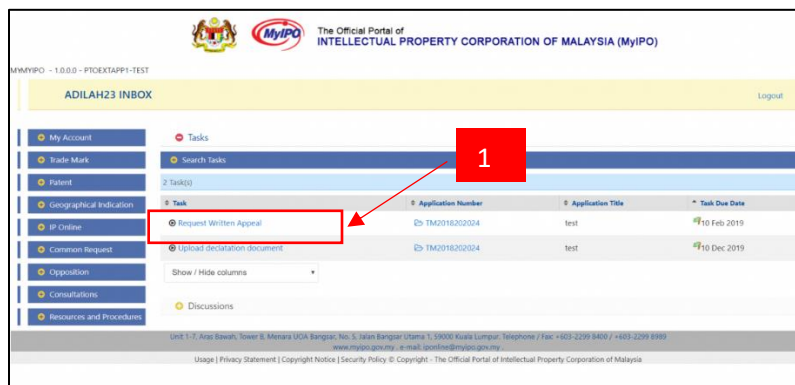 MyIPO
The Official Portal of
INTELLECTUAL PROPERTY CORPORATION OF MALAYSIA (MyIPO)
MYMYIPO - 1.0.0.0 - PTOEXTAPP1-TEST
ADILAH23 INBOX
Logout
My Account
Trade Mark
Patent
Geographical Indication
IP Online
Common Request
Opposition
Consultations
Resources and Procedures
Tasks
1
Search Tasks
2 Task(s)
Task Application Number Application Title Task Due Date
Request Written Appeal TM2018202024 test 10 Feb 2019
Upload declatation document TM2018202024 test 10 Dec 2019
Show / Hide columns
Discussions
Unit 1-7, Aras Bawah, Tower B, Menara UOA Bangsar, No. 5, Jalan Bangsar Utama 1, 59000 Kuala Lumpur. Telephone / Fax: +603-2299 8400 / +603-2299 8989
www.myipo.gov.my . e-mail: iponline@myipo.gov.my .
Usage | Privacy Statement | Copyright Notice | Security Policy © Copyright - The Official Portal of Intellectual Property Corporation of Malaysia